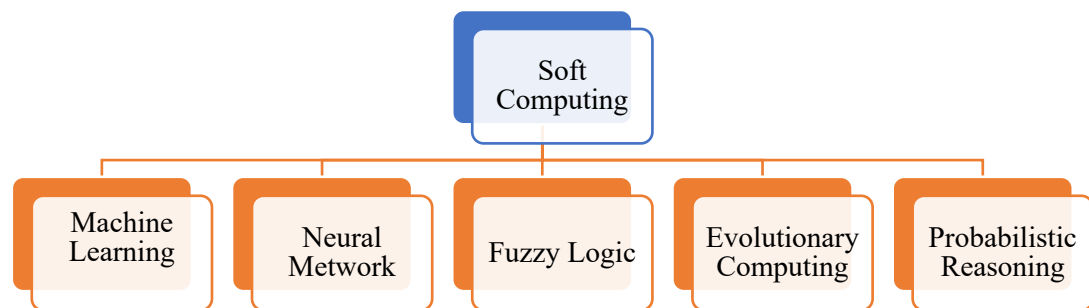 Soft
Computing
Machine
Learning
Neural
Metwork
Fuzzy Logic
Evolutionary
Computing
Probabilistic
Reasoning